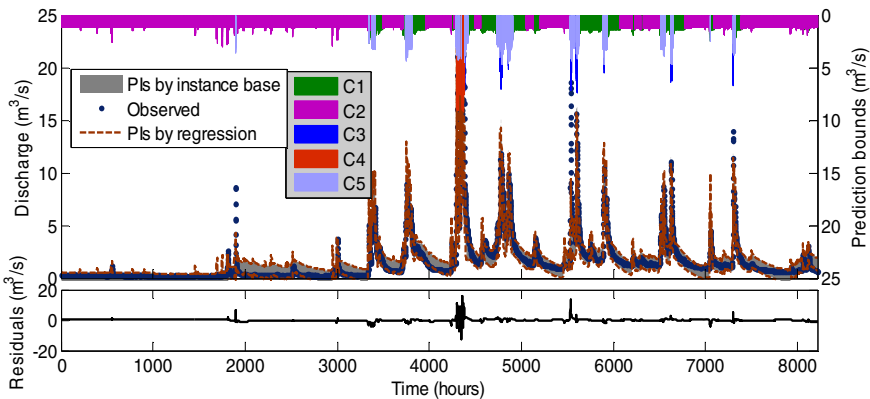 25
20
15
10
5
0
Discharge (m³/s)
PIs by instance base
Observed
PIs by regression
C1
C2
C3
C4
C5
0
5
10
15
20
25
Prediction bounds (m³/s)
20
0
-20
Residuals (m³/s)
0 1000 2000 3000 4000 5000 6000 7000 8000
Time (hours)